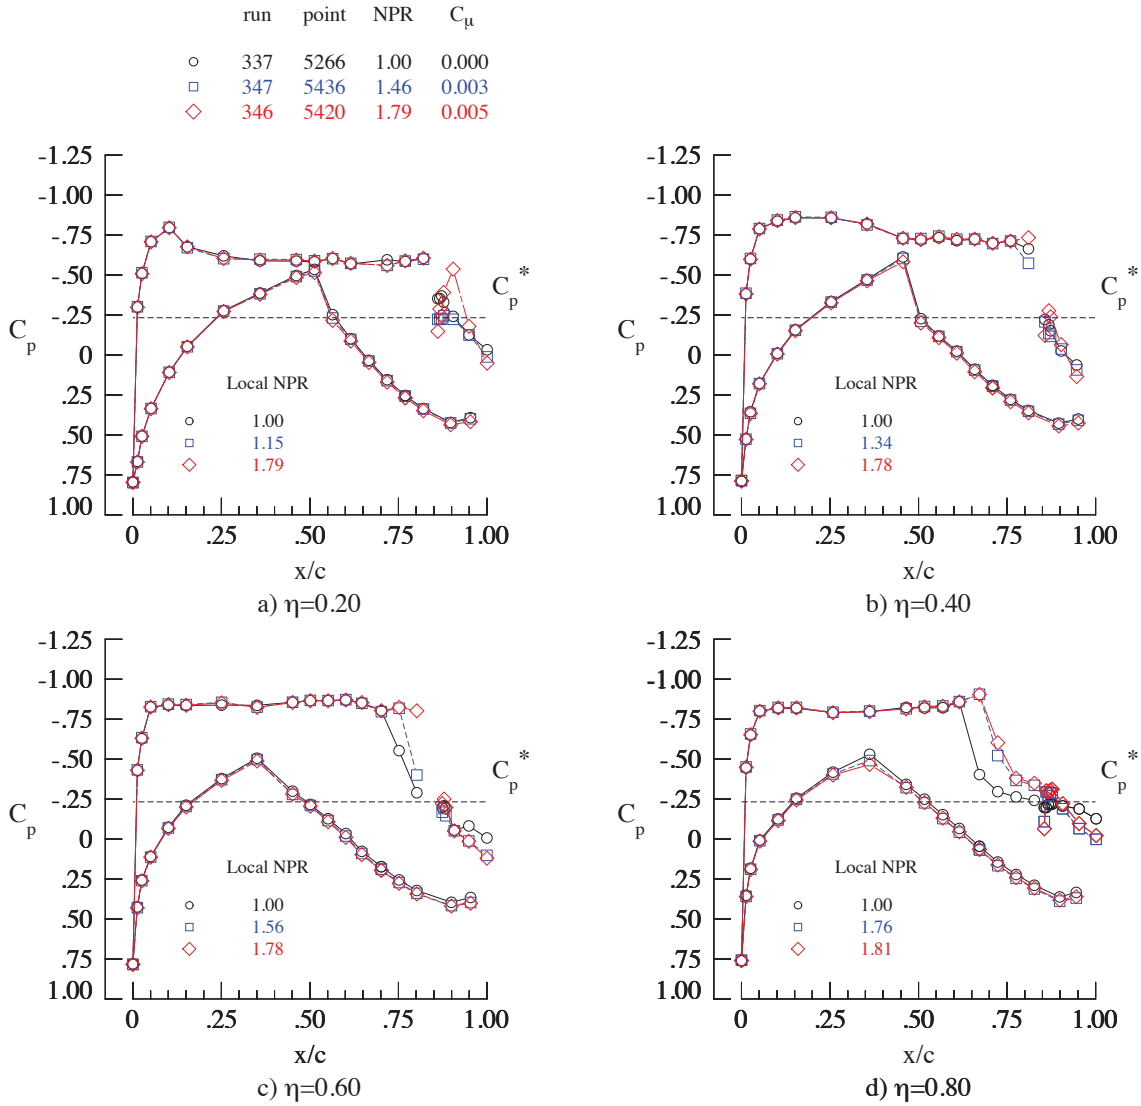 run point NPR Cμ
337 5266 1.00 0.000
347 5436 1.46 0.003
346 5420 1.79 0.005
-1.25
-1.00
-.75
-.50
-.25
0
.25
.50
.75
1.00
Cp
Cp*
Local NPR
1.00
1.15
1.79
0 .25 .50 .75 1.00
x/c
a) η=0.20
-1.25
-1.00
-.75
-.50
-.25
0
.25
.50
.75
1.00
Cp
Cp*
Local NPR
1.00
1.34
1.78
0 .25 .50 .75 1.00
x/c
b) η=0.40
-1.25
-1.00
-.75
-.50
-.25
0
.25
.50
.75
1.00
Cp
Cp*
Local NPR
1.00
1.56
1.78
0 .25 .50 .75 1.00
x/c
c) η=0.60
-1.25
-1.00
-.75
-.50
-.25
0
.25
.50
.75
1.00
Cp
Cp*
Local NPR
1.00
1.76
1.81
0 .25 .50 .75 1.00
x/c
d) η=0.80